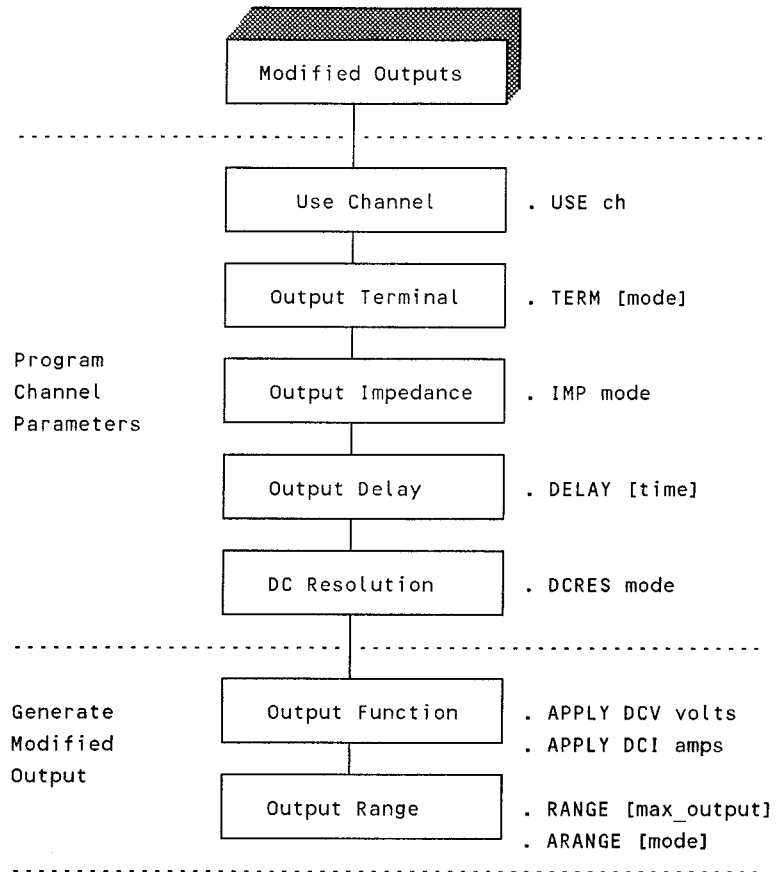 Modified Outputs
Use Channel . USE ch
Output Terminal . TERM [mode]
Program
Channel
Parameters
Output Impedance . IMP mode
Output Delay . DELAY [time]
DC Resolution . DCRES mode
Generate
Modified
Output
Output Function . APPLY DCV volts
. APPLY DCI amps
Output Range . RANGE [max_output]
. ARANGE [mode]